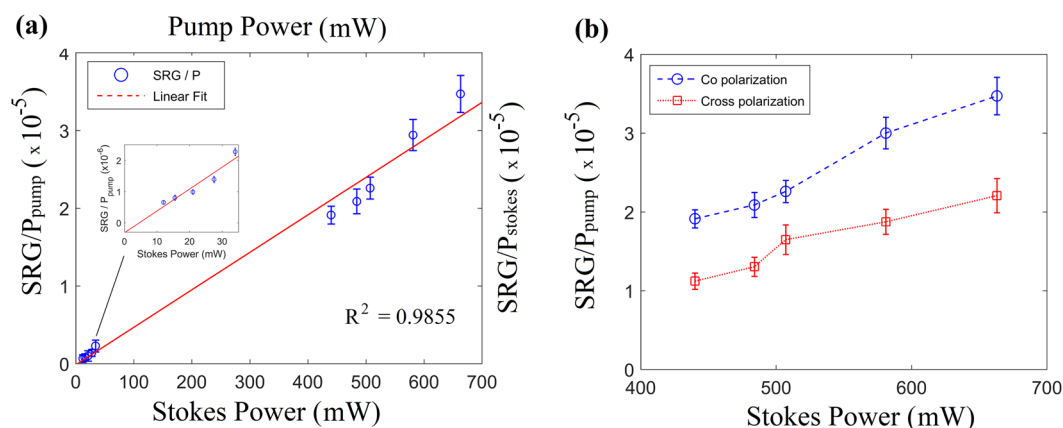 (a)
Pump Power (mW)
SRG/Ppump ( x 10-5)
4
3
2
1
0
SRG / P
Linear Fit
SRG / Ppump (x10-6)
2
1
0
0
10
20
30
Stokes Power (mW)
R2 = 0.9855
0
100
200
300
400
500
600
700
Stokes Power (mW)
SRG/Pstokes ( x 10-5)
(b)
SRG/Ppump ( x 10-5)
4
3
2
1
0
Co polarization
Cross polarization
400
500
600
700
Stokes Power (mW)